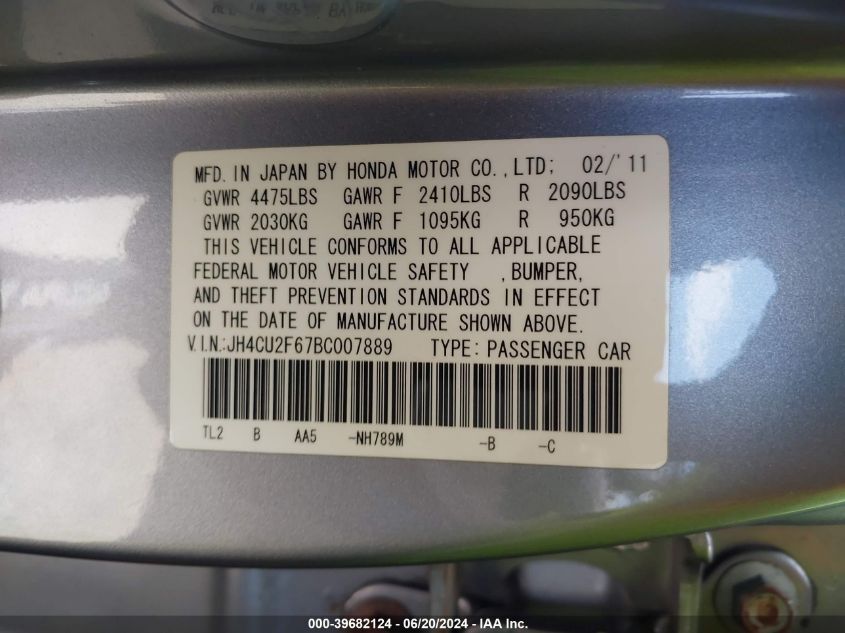 MFD. IN JAPAN BY HONDA MOTOR CO.,LTD; 02/'11
GVWR 4475LBS GAWR F 2410LBS R 2090LBS
GVWR 2030KG GAWR F 1095KG R 950KG
THIS VEHICLE CONFORMS TO ALL APPLICABLE
FEDERAL MOTOR VEHICLE SAFETY ,BUMPER,
AND THEFT PREVENTION STANDARDS IN EFFECT
ON THE DATE OF MANUFACTURE SHOWN ABOVE.
V.I.N.:JH4CU2F67BC007889 TYPE: PASSENGER CAR
TL2 B AA5 -NH789M -B -C
000-39682124 - 06/20/2024 - IAA Inc.